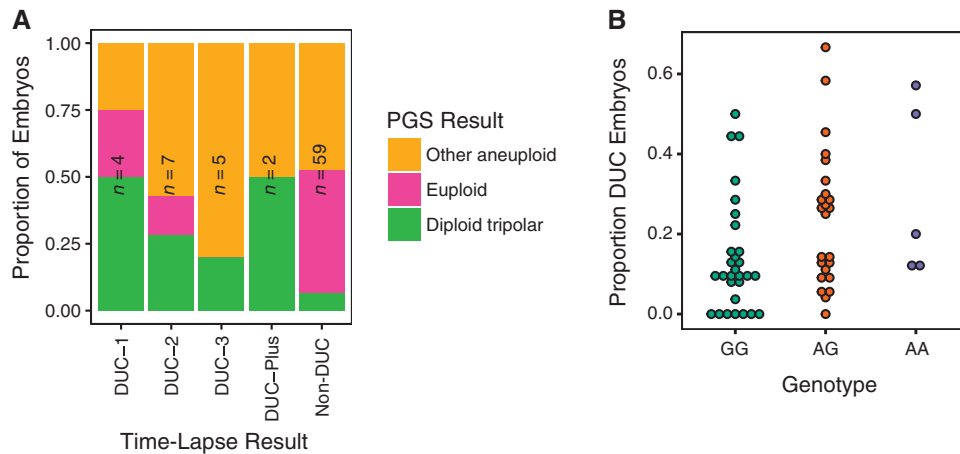 A
Proportion of Embryos
1.00
0.75
0.50
0.25
0.00
n = 4
n = 7
n = 5
n = 2
n = 59
DUC−1
DUC−2
DUC−3
DUC−Plus
Non−DUC
Time-Lapse Result
PGS Result
Other aneuploid
Euploid
Diploid tripolar
B
Proportion DUC Embryos
0.6
0.4
0.2
0.0
GG
AG
AA
Genotype